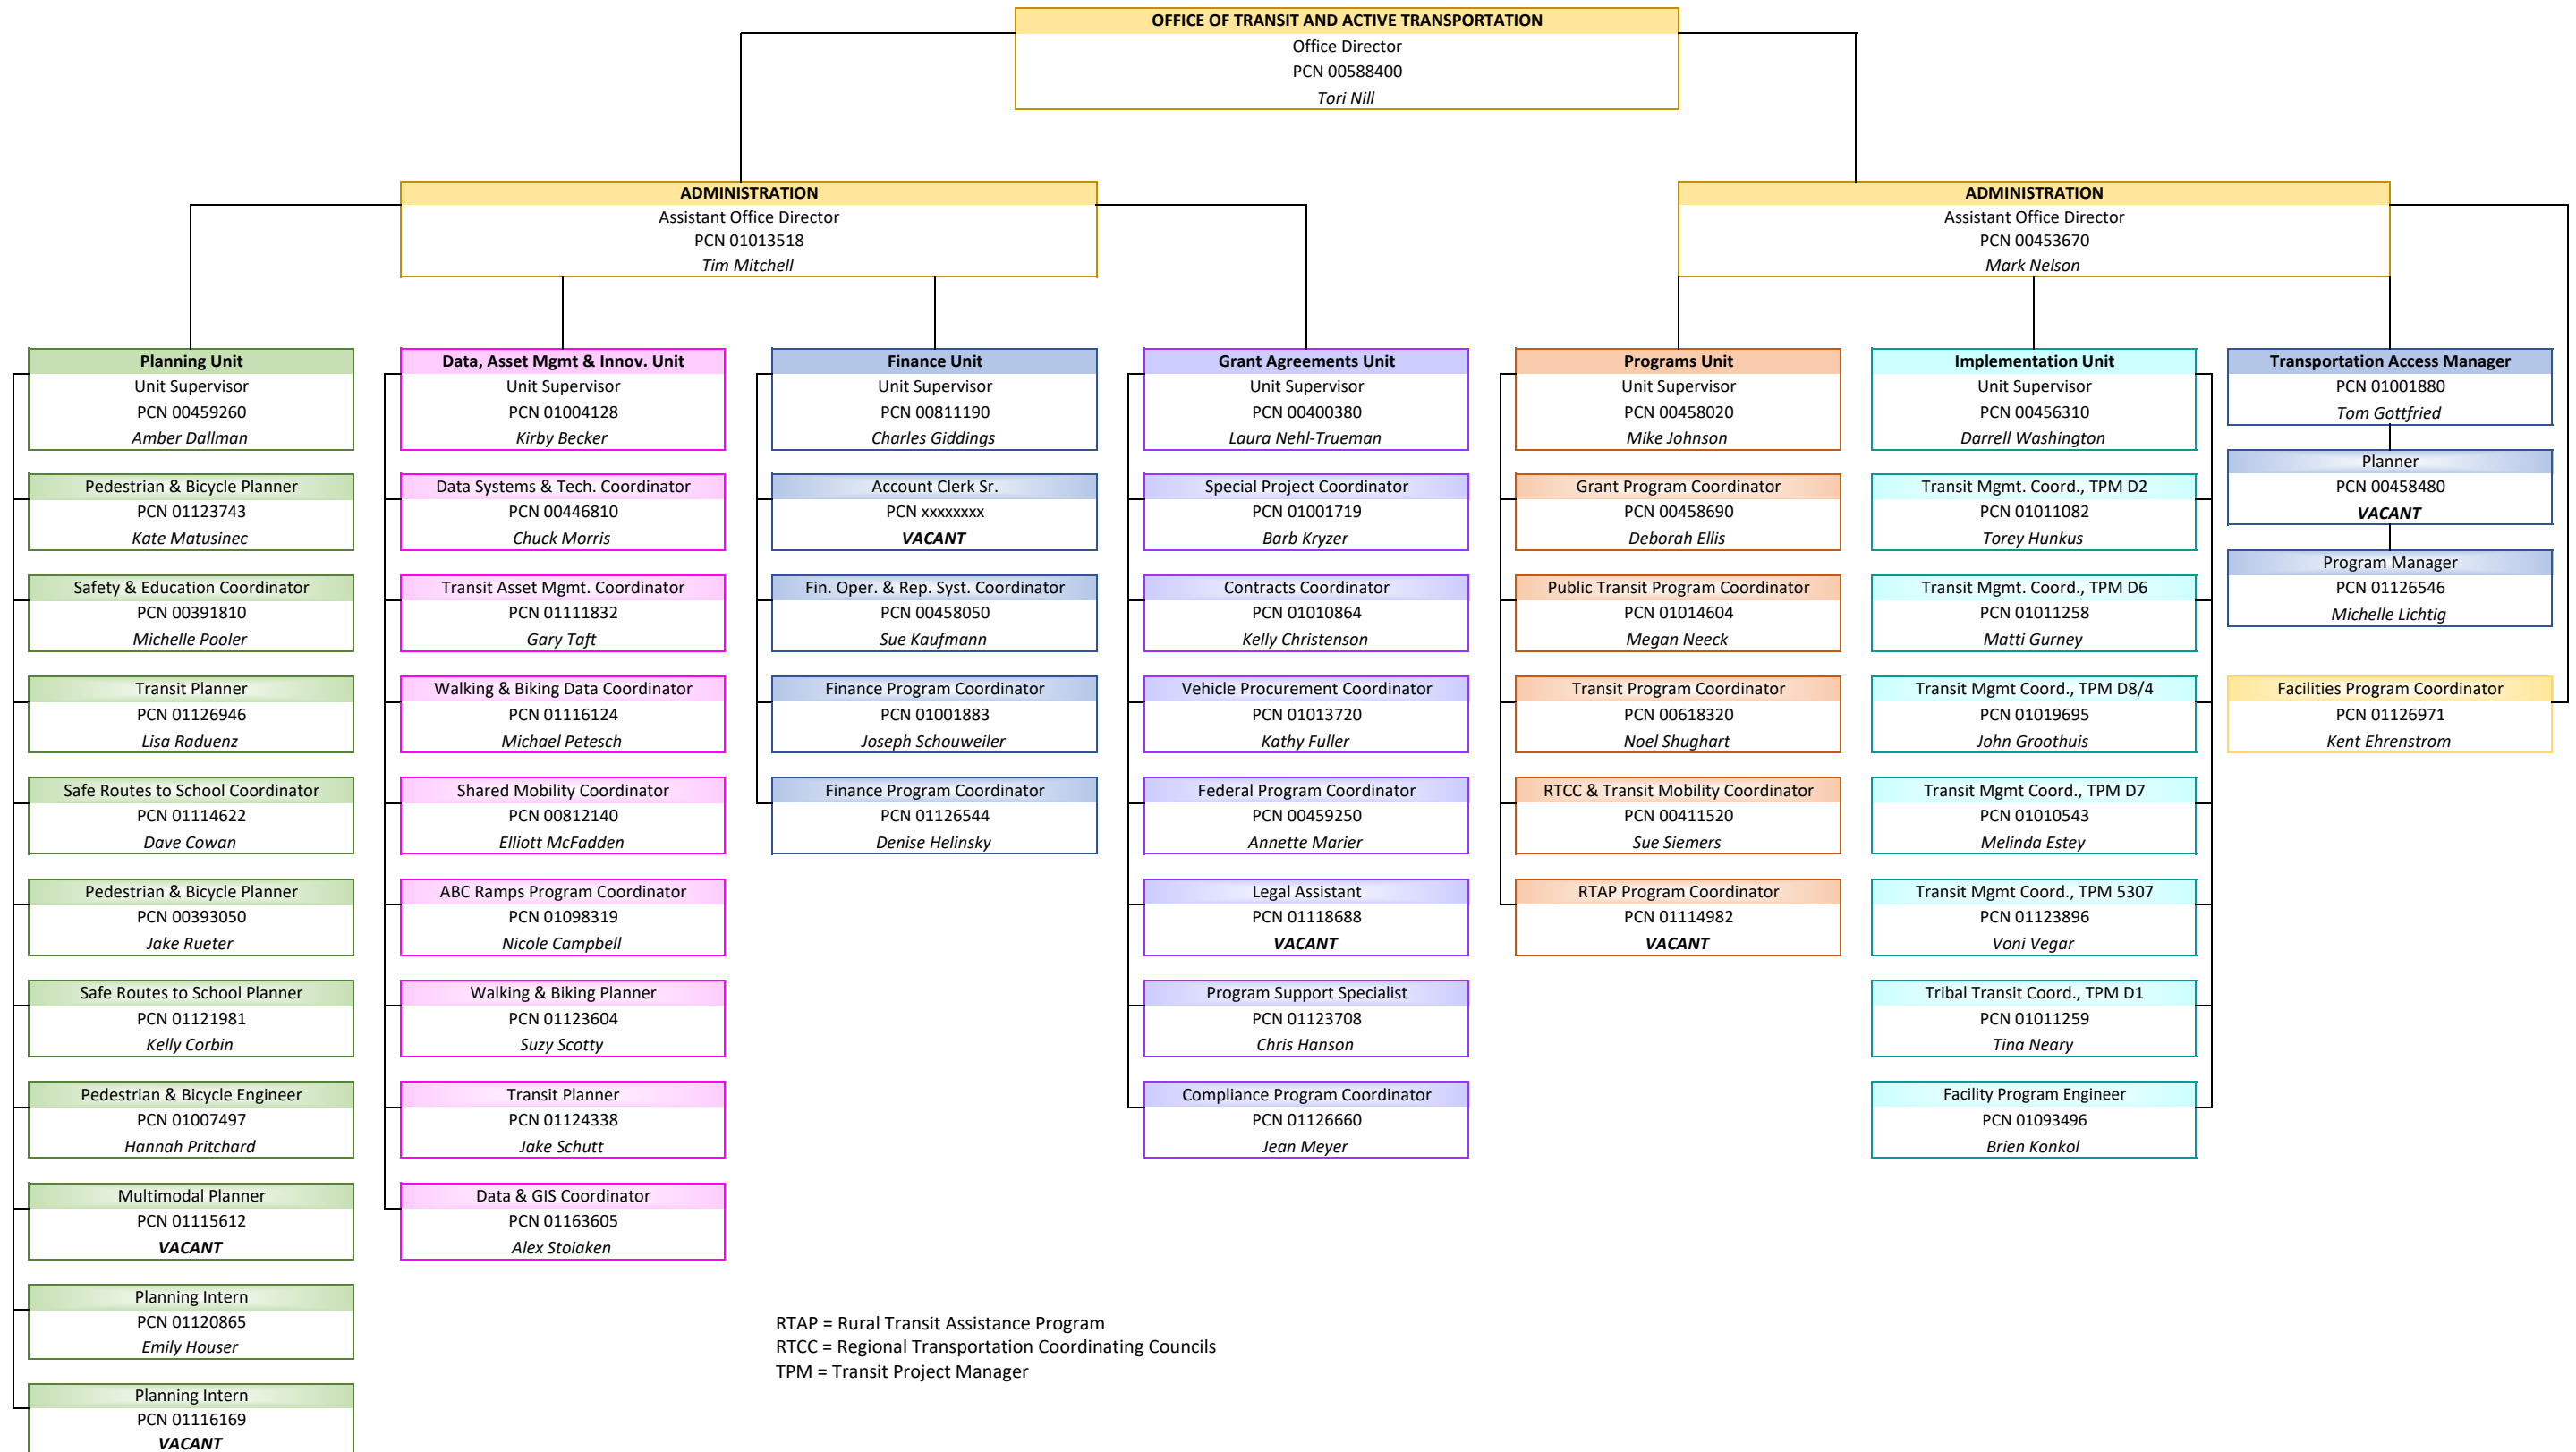 OFFICE OF TRANSIT AND ACTIVE TRANSPORTATION
Office Director
PCN 00588400
Tori Nill
ADMINISTRATION
Assistant Office Director
PCN 01013518
Tim Mitchell
ADMINISTRATION
Assistant Office Director
PCN 00453670
Mark Nelson
Planning Unit
Unit Supervisor
PCN 00459260
Amber Dallman
Pedestrian & Bicycle Planner
PCN 01123743
Kate Matusinec
Safety & Education Coordinator
PCN 00391810
Michelle Pooler
Transit Planner
PCN 01126946
Lisa Raduenz
Safe Routes to School Coordinator
PCN 01114622
Dave Cowan
Pedestrian & Bicycle Planner
PCN 00393050
Jake Rueter
Safe Routes to School Planner
PCN 01121981
Kelly Corbin
Pedestrian & Bicycle Engineer
PCN 01007497
Hannah Pritchard
Multimodal Planner
PCN 01115612
VACANT
Planning Intern
PCN 01120865
Emily Houser
Planning Intern
PCN 01116169
VACANT
Data, Asset Mgmt & Innov. Unit
Unit Supervisor
PCN 01004128
Kirby Becker
Data Systems & Tech. Coordinator
PCN 00446810
Chuck Morris
Transit Asset Mgmt. Coordinator
PCN 01111832
Gary Taft
Walking & Biking Data Coordinator
PCN 01116124
Michael Petesch
Shared Mobility Coordinator
PCN 00812140
Elliott McFadden
ABC Ramps Program Coordinator
PCN 01098319
Nicole Campbell
Walking & Biking Planner
PCN 01123604
Suzy Scotty
Transit Planner
PCN 01124338
Jake Schutt
Data & GIS Coordinator
PCN 01163605
Alex Stoiaken
Finance Unit
Unit Supervisor
PCN 00811190
Charles Giddings
Account Clerk Sr.
PCN xxxxxxxx
VACANT
Fin. Oper. & Rep. Syst. Coordinator
PCN 00458050
Sue Kaufmann
Finance Program Coordinator
PCN 01001883
Joseph Schouweiler
Finance Program Coordinator
PCN 01126544
Denise Helinsky
Grant Agreements Unit
Unit Supervisor
PCN 00400380
Laura Nehl-Trueman
Special Project Coordinator
PCN 01001719
Barb Kryzer
Contracts Coordinator
PCN 01010864
Kelly Christenson
Vehicle Procurement Coordinator
PCN 01013720
Kathy Fuller
Federal Program Coordinator
PCN 00459250
Annette Marier
Legal Assistant
PCN 01118688
VACANT
Program Support Specialist
PCN 01123708
Chris Hanson
Compliance Program Coordinator
PCN 01126660
Jean Meyer
Programs Unit
Unit Supervisor
PCN 00458020
Mike Johnson
Grant Program Coordinator
PCN 00458690
Deborah Ellis
Public Transit Program Coordinator
PCN 01014604
Megan Neeck
Transit Program Coordinator
PCN 00618320
Noel Shughart
RTCC & Transit Mobility Coordinator
PCN 00411520
Sue Siemers
RTAP Program Coordinator
PCN 01114982
VACANT
Implementation Unit
Unit Supervisor
PCN 00456310
Darrell Washington
Transit Mgmt. Coord., TPM D2
PCN 01011082
Torey Hunkus
Transit Mgmt. Coord., TPM D6
PCN 01011258
Matti Gurney
Transit Mgmt Coord., TPM D8/4
PCN 01019695
John Groothuis
Transit Mgmt Coord., TPM D7
PCN 01010543
Melinda Estey
Transit Mgmt Coord., TPM 5307
PCN 01123896
Voni Vegar
Tribal Transit Coord., TPM D1
PCN 01011259
Tina Neary
Facility Program Engineer
PCN 01093496
Brien Konkol
Transportation Access Manager
PCN 01001880
Tom Gottfried
Planner
PCN 00458480
VACANT
Program Manager
PCN 01126546
Michelle Lichtig
Facilities Program Coordinator
PCN 01126971
Kent Ehrenstrom
RTAP = Rural Transit Assistance Program
RTCC = Regional Transportation Coordinating Councils
TPM = Transit Project Manager